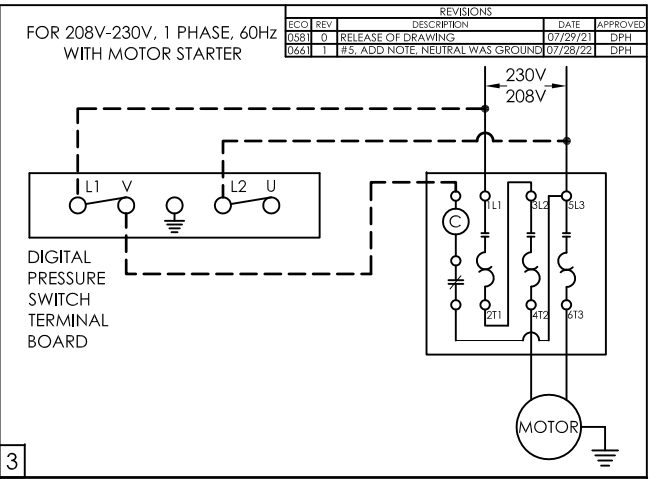 FOR 208V-230V, 1 PHASE, 60Hz
WITH MOTOR STARTER
REVISIONS
ECO REV DESCRIPTION DATE APPROVED
0581 0 RELEASE OF DRAWING 07/29/21 DPH
0661 1 #5, ADD NOTE, NEUTRAL WAS GROUND 07/28/22 DPH
230V
208V
L1 V L2 U
DIGITAL
PRESSURE
SWITCH
TERMINAL
BOARD
C
1L1 3L2 5L3
2T1 4T2 6T3
MOTOR
3